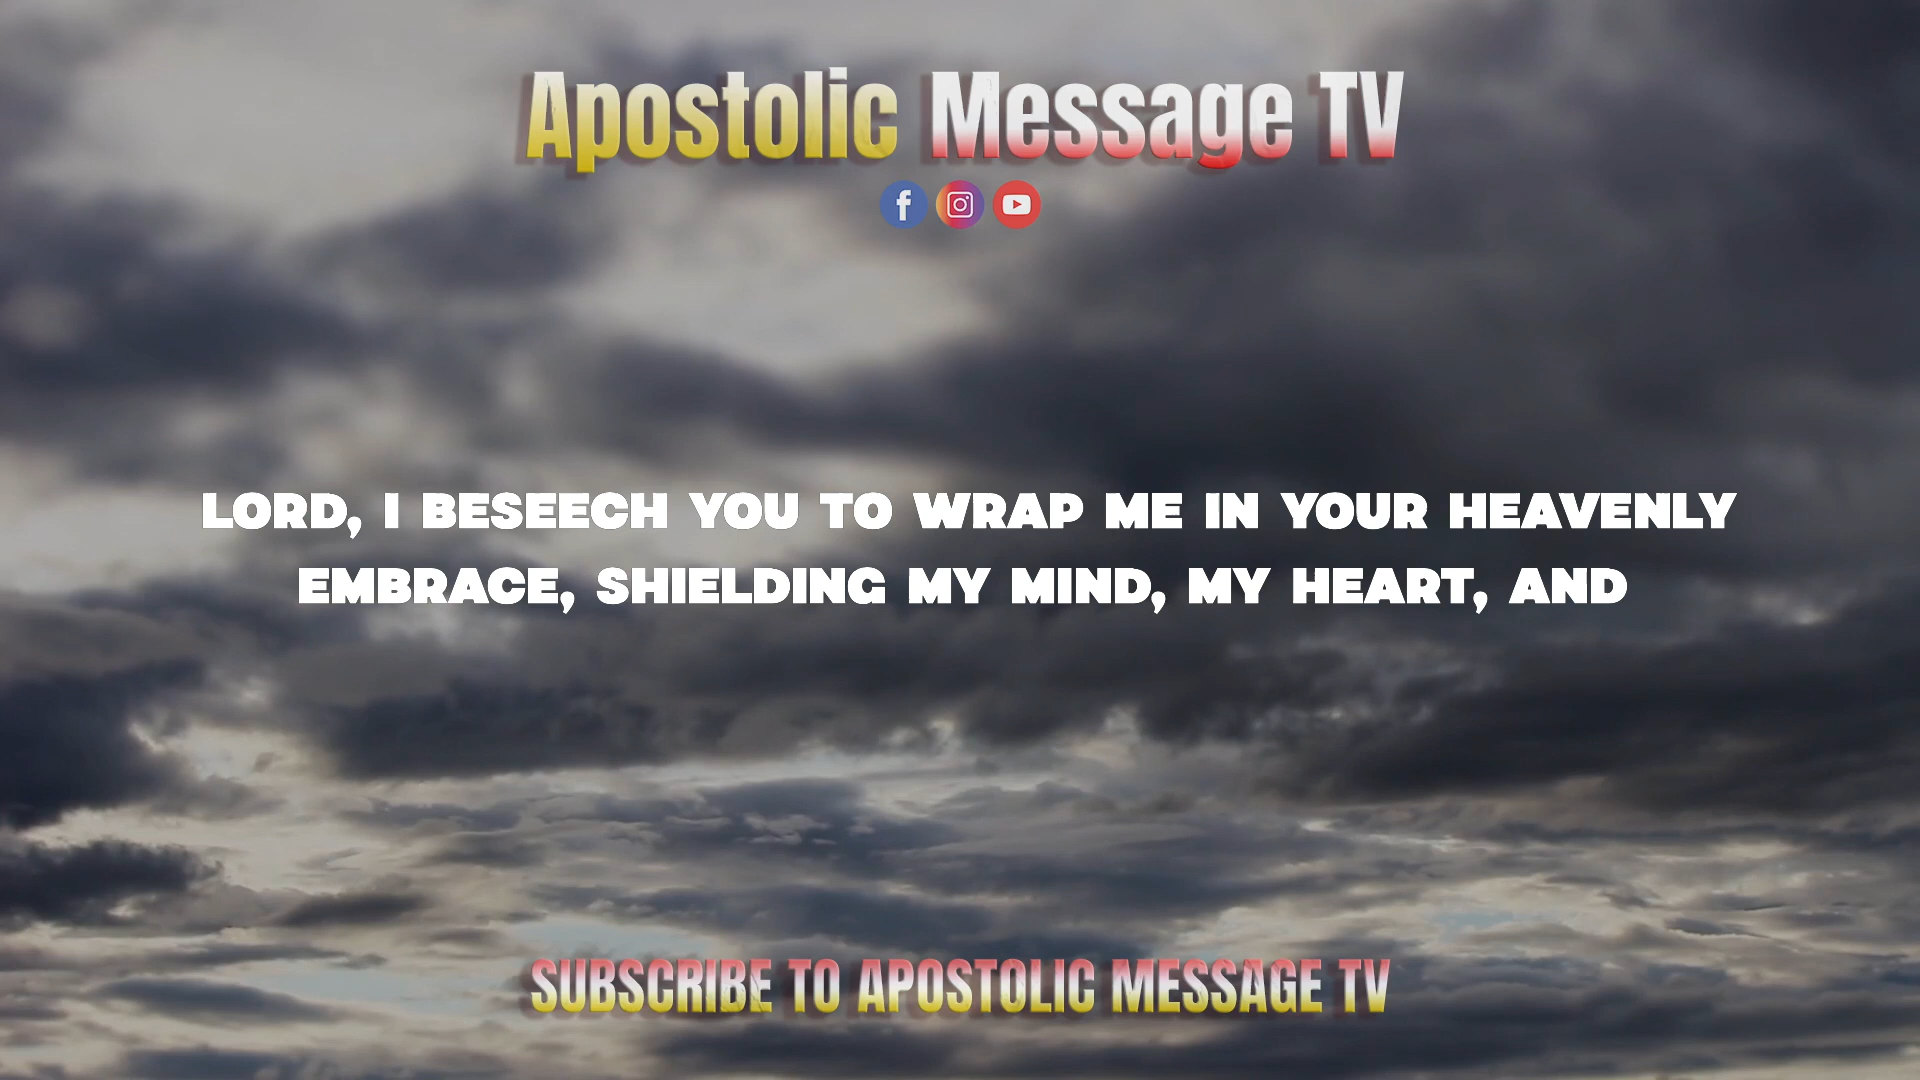 Apostolic Message TV
LORD, I BESEECH YOU TO WRAP ME IN YOUR HEAVENLY
EMBRACE, SHIELDING MY MIND, MY HEART, AND
SUBSCRIBE TO APOSTOLIC MESSAGE TV